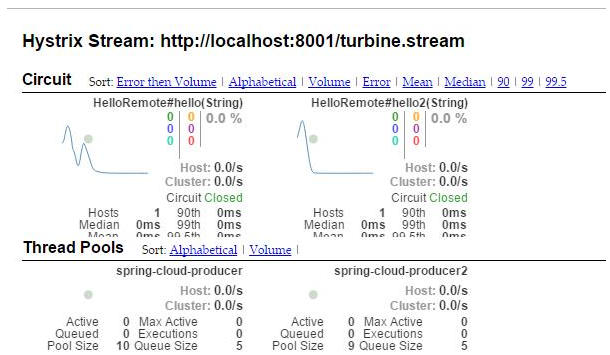 Hystrix Stream: http://localhost:8001/turbine.stream
Circuit Sort: Error then Volume | Alphabetical | Volume | Error | Mean | Median | 90 | 99 | 99.5
HelloRemote#hello(String) HelloRemote#hello2(String)
0 0 0.0 % 0 0 0.0 %
0 0 0 0
0 0 0 0
Host: 0.0/s Host: 0.0/s
Cluster: 0.0/s Cluster: 0.0/s
Circuit Closed Circuit Closed
Hosts 1 90th 0ms Hosts 1 90th 0ms
Median 0ms 99th 0ms Median 0ms 99th 0ms
Mean 0ms 99.5th 0ms Mean 0ms 99.5th 0ms
Thread Pools Sort: Alphabetical | Volume |
spring-cloud-producer spring-cloud-producer2
Host: 0.0/s Host: 0.0/s
Cluster: 0.0/s Cluster: 0.0/s
Active 0 Max Active 0 Active 0 Max Active 0
Queued 0 Executions 0 Queued 0 Executions 0
Pool Size 10 Queue Size 5 Pool Size 9 Queue Size 5